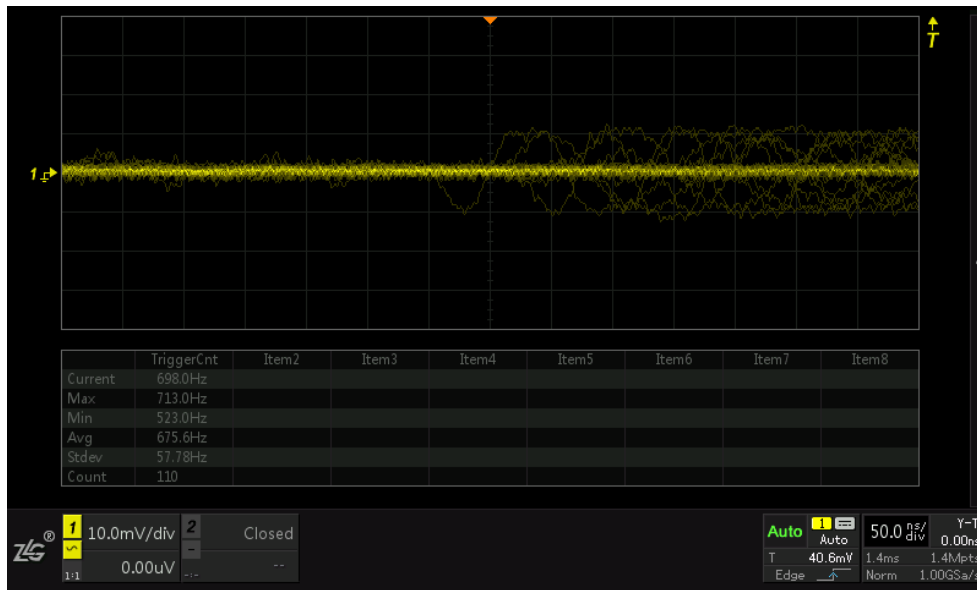 T
1
TriggerCnt Item2 Item3 Item4 Item5 Item6 Item7 Item8
Current 698.0Hz
Max 713.0Hz
Min 523.0Hz
Avg 675.6Hz
Stdev 57.78Hz
Count 110
ZLG®
1 10.0mV/div
1:1 0.00uV
2 Closed
-:- --
Auto 1 Auto
T 40.6mV
Edge
50.0 ns/div Y-T
0.00ns
1.4ms 1.4Mpts
Norm 1.00GSa/s